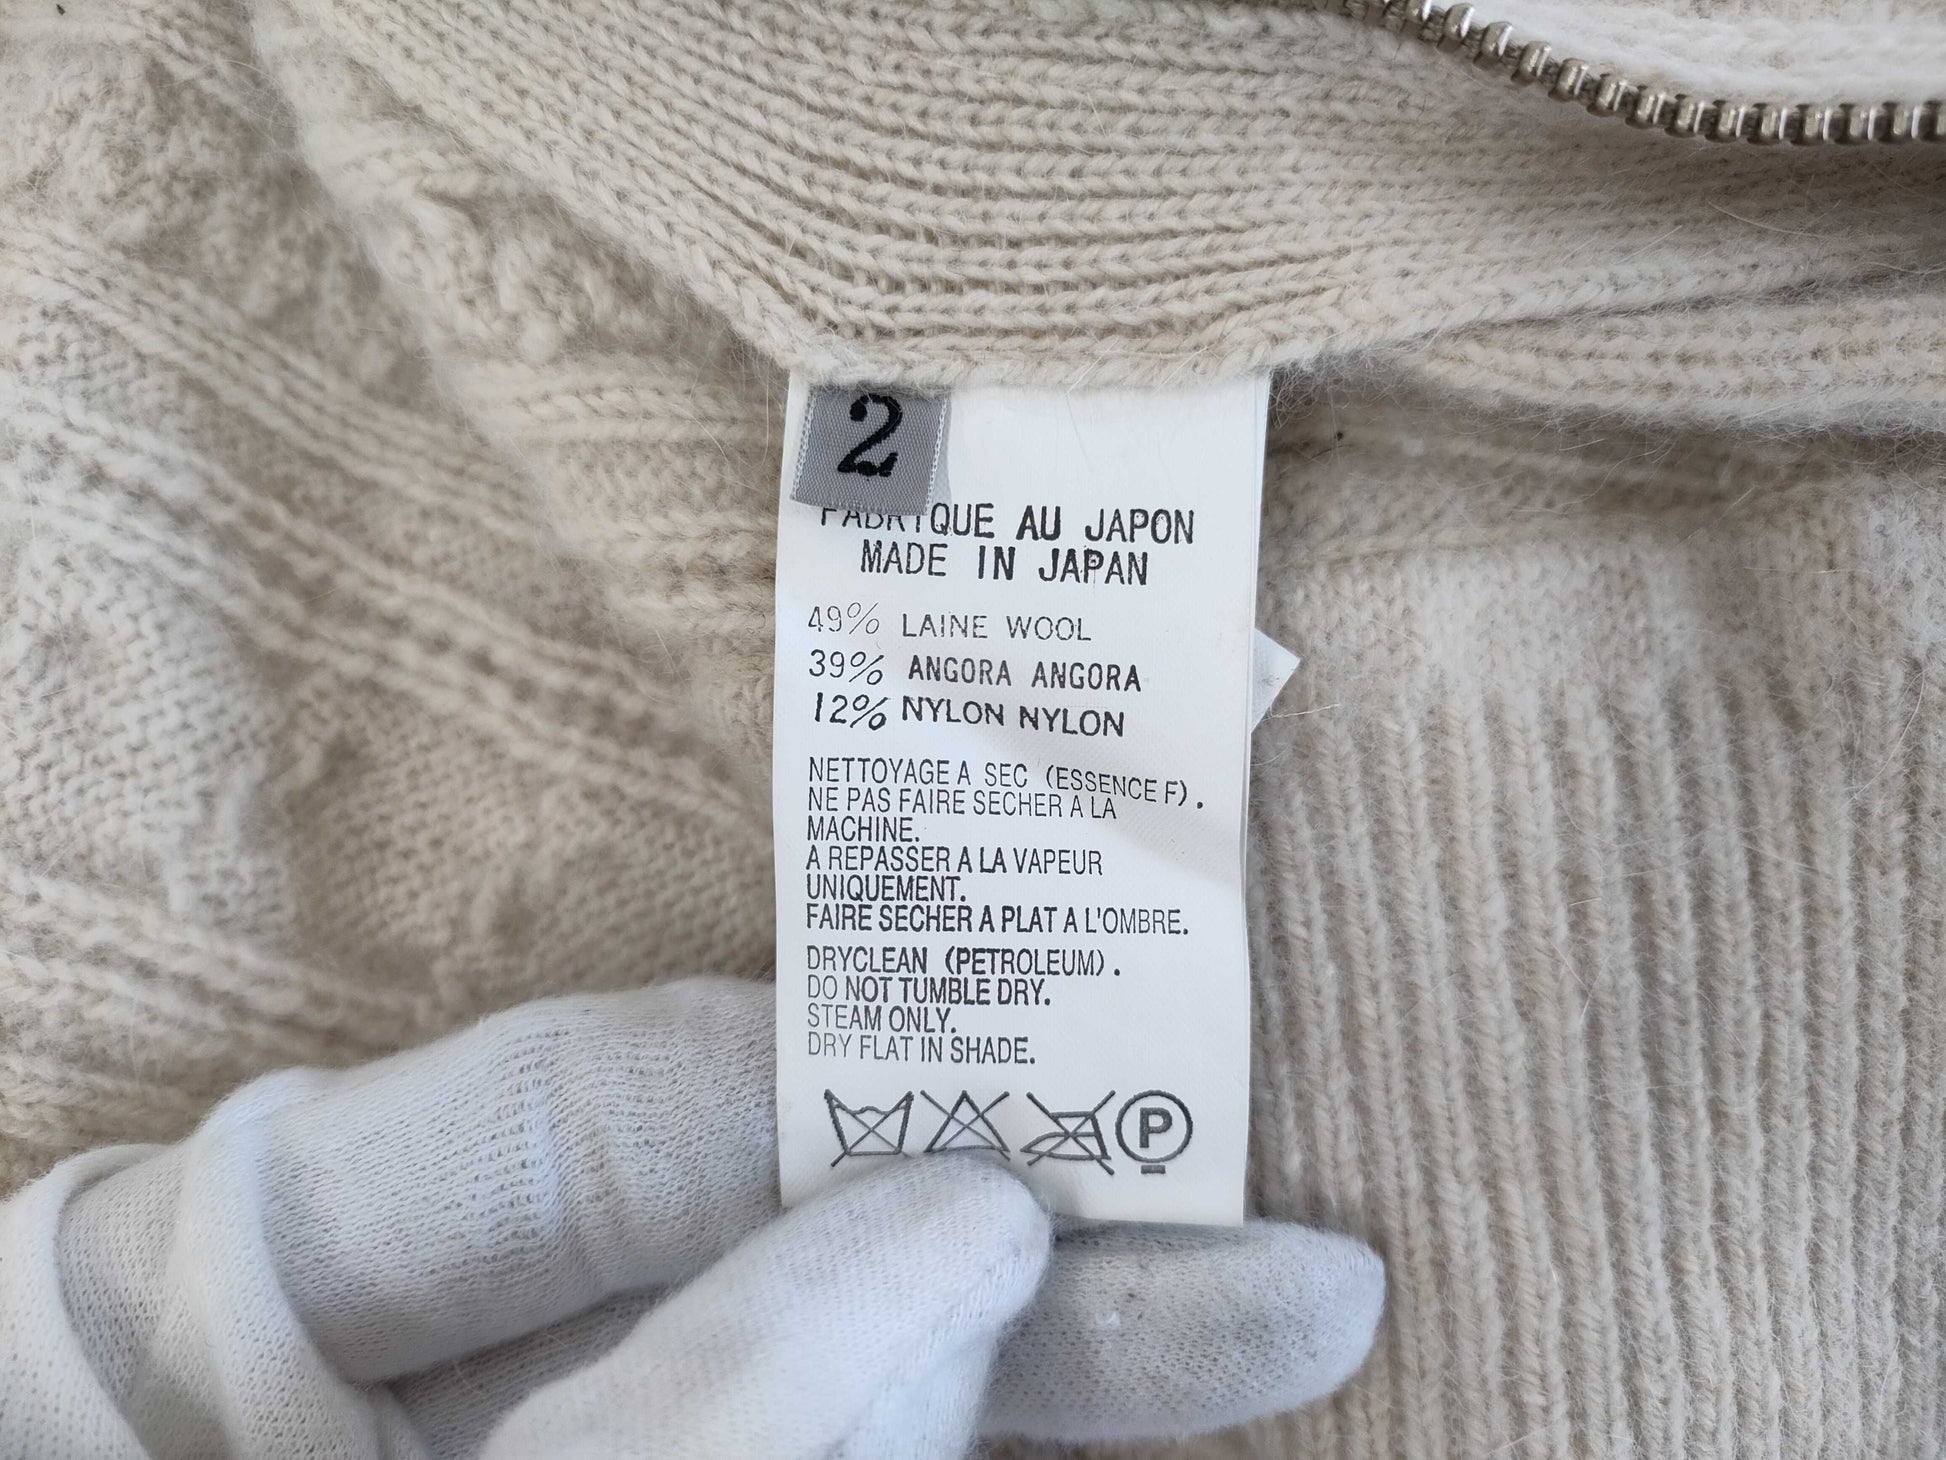 2
FABRIQUE AU JAPON
MADE IN JAPAN
49% LAINE WOOL
39% ANGORA ANGORA
12% NYLON NYLON
NETTOYAGE A SEC (ESSENCE F).
NE PAS FAIRE SECHER A LA
MACHINE.
A REPASSER A LA VAPEUR
UNIQUEMENT.
FAIRE SECHER A PLAT A L'OMBRE.
DRYCLEAN (PETROLEUM).
DO NOT TUMBLE DRY.
STEAM ONLY.
DRY FLAT IN SHADE.
P